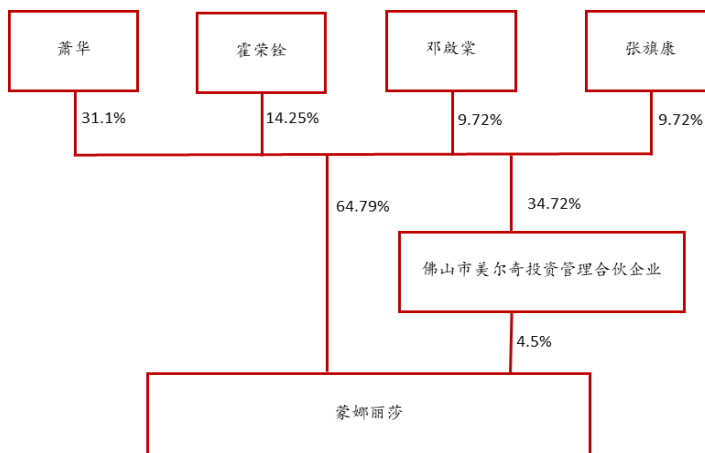 萧华
霍荣铨
邓啟棠
张旗康
31.1%
14.25%
9.72%
9.72%
64.79%
34.72%
佛山市美尔奇投资管理合伙企业
4.5%
蒙娜丽莎